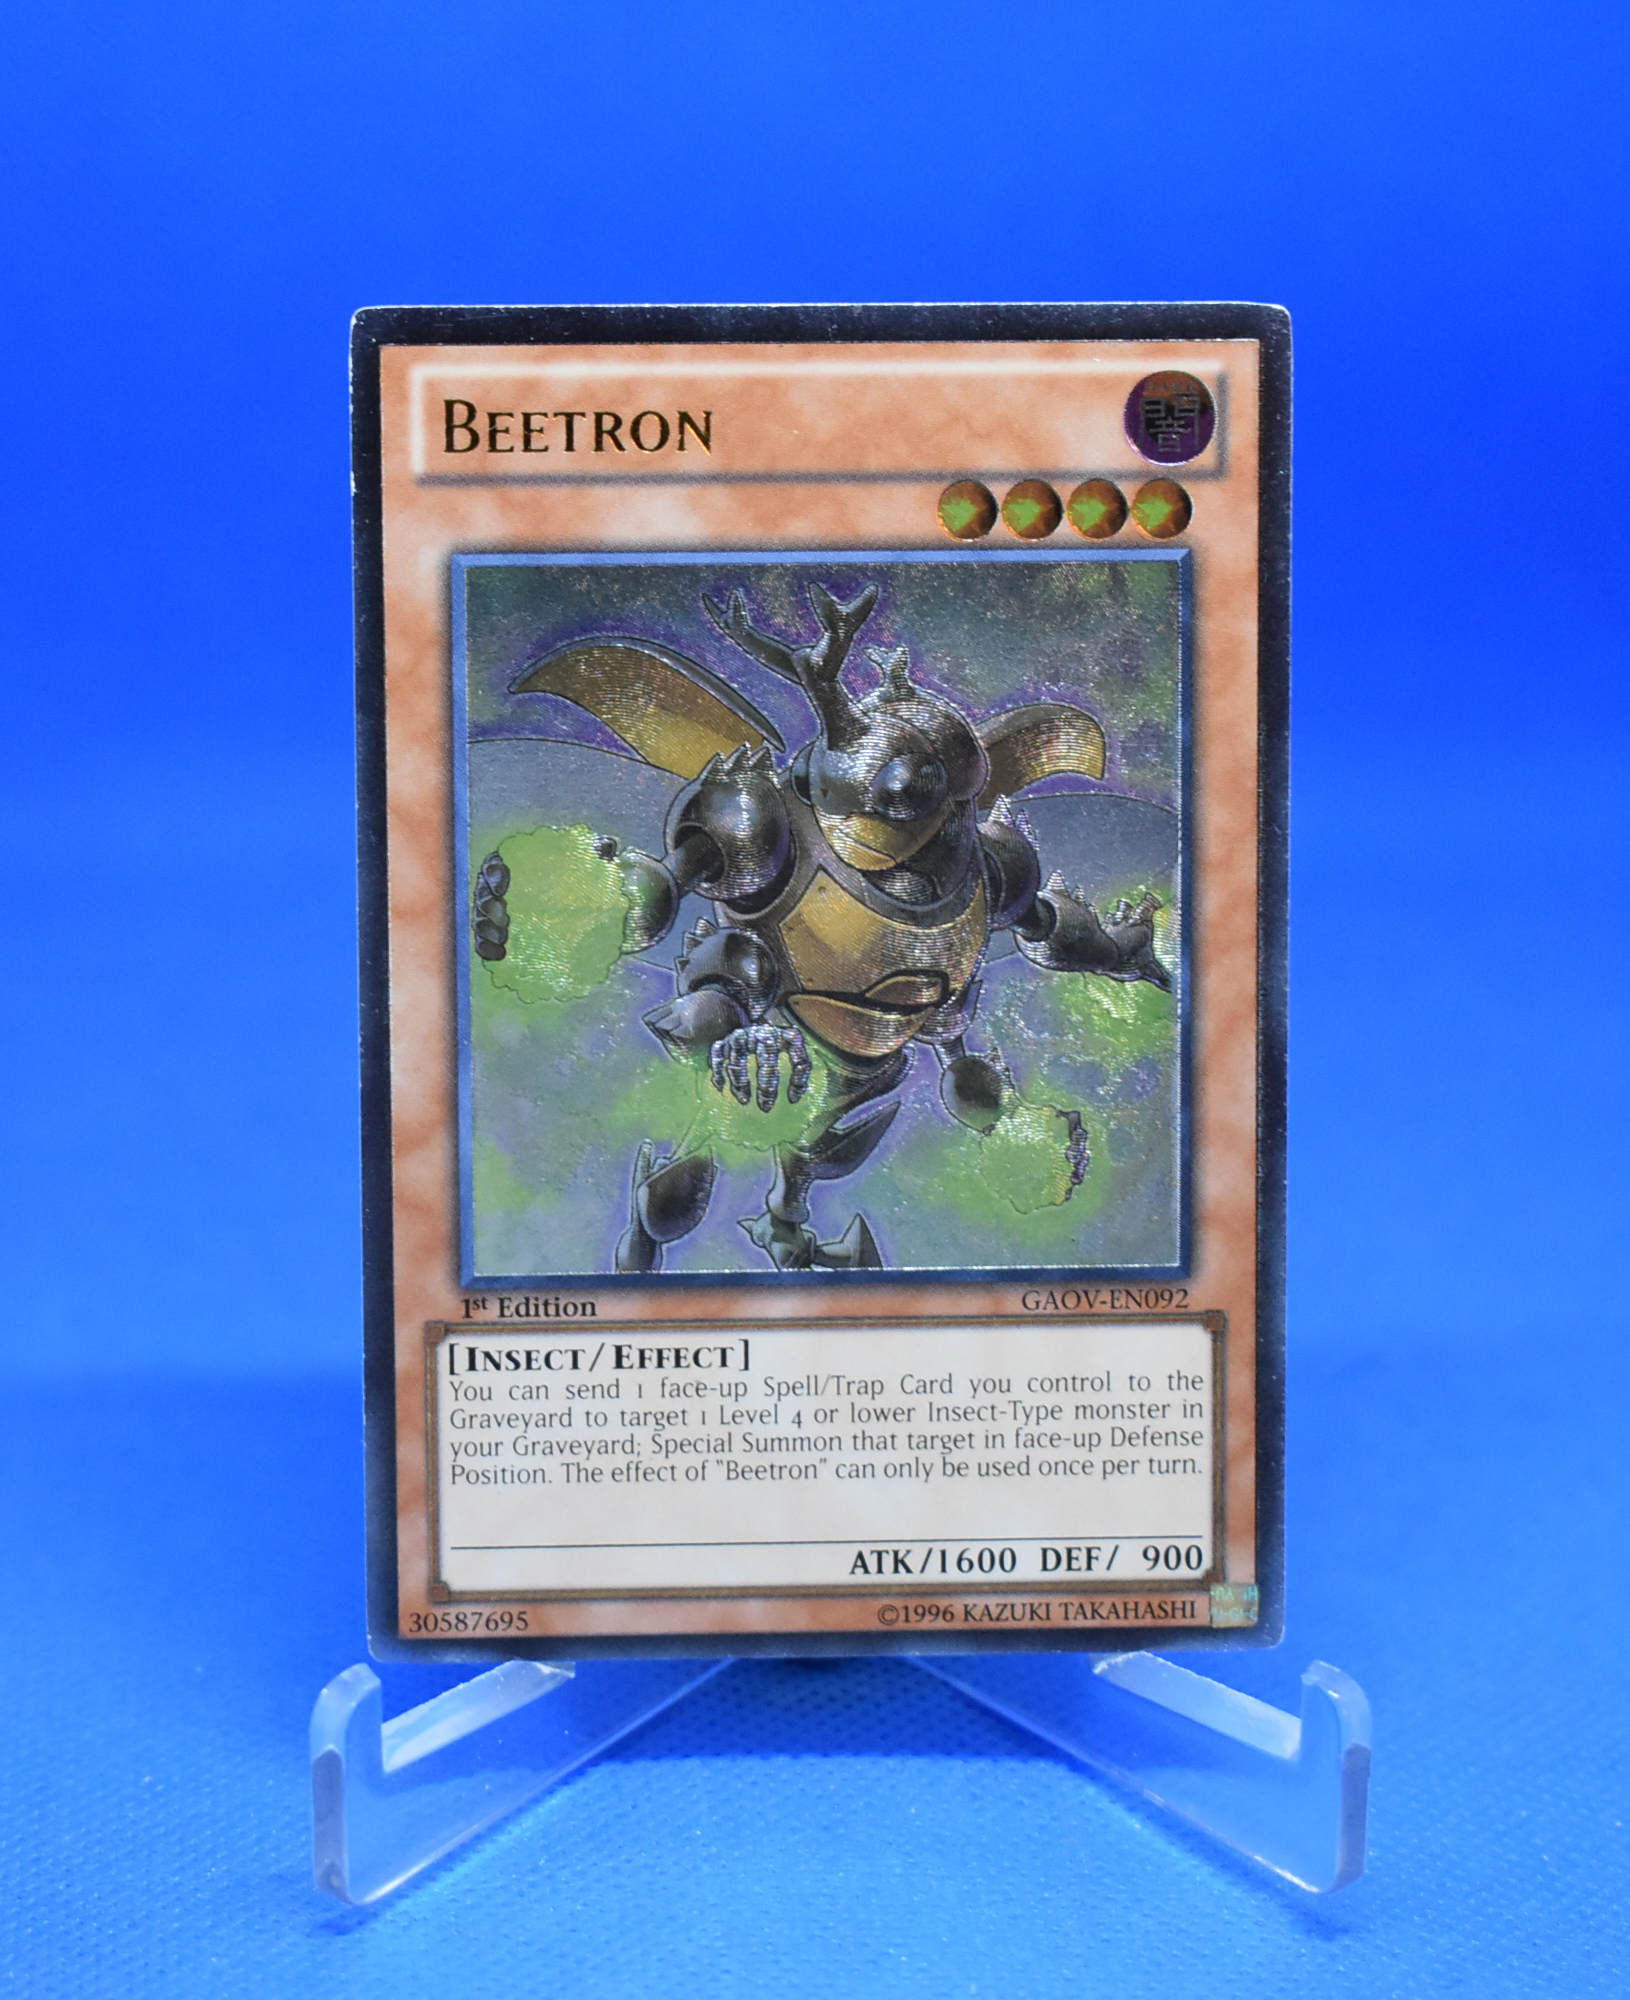 BEETRON
DARK
闇
1st Edition
GAOV-EN092
[INSECT/EFFECT]
You can send 1 face-up Spell/Trap Card you control to the
Graveyard to target 1 Level 4 or lower Insect-Type monster in
your Graveyard; Special Summon that target in face-up Defense
Position. The effect of "Beetron" can only be used once per turn.
ATK/1600 DEF/ 900
30587695
©1996 KAZUKI TAKAHASHI